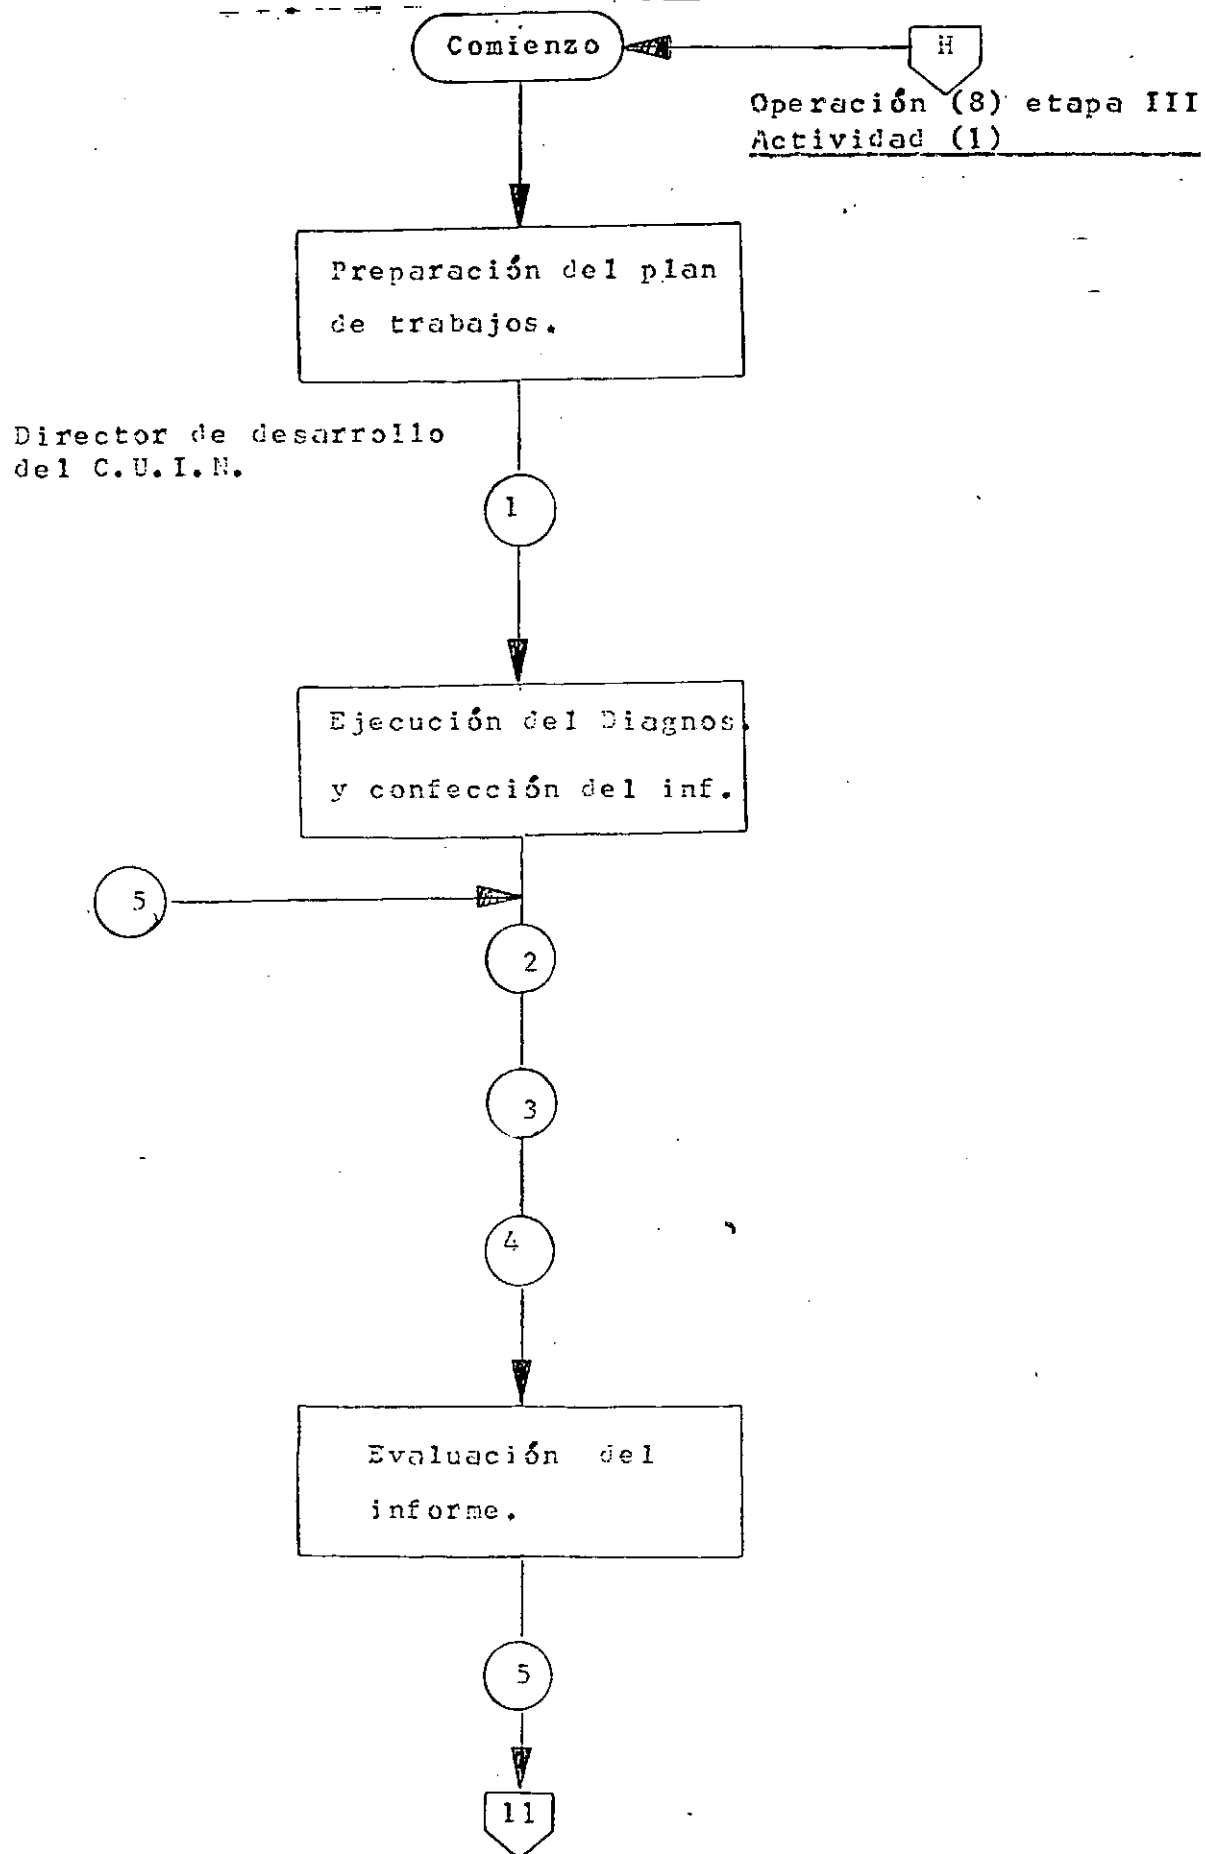 Comienzo
H
Operación (8) etapa III
Actividad (1)
Preparación del plan
de trabajos.
Director de desarrollo
del C.U.I.N.
1
Ejecución del Diagnos.
y confección del inf.
5
2
3
4
Evaluación del
informe.
5
11